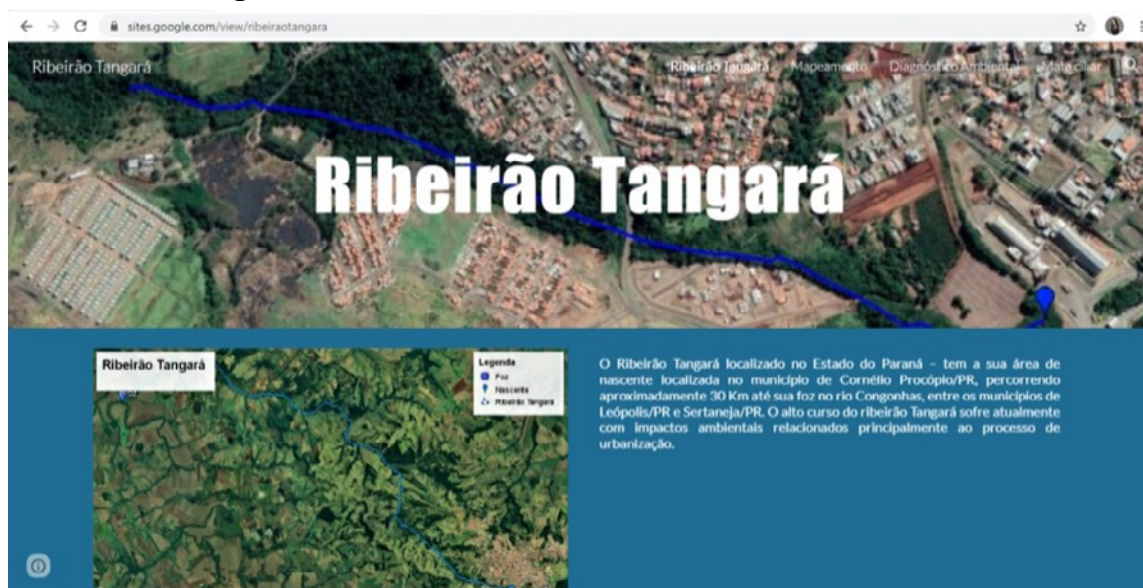 sites.google.com/view/ribeiraotangara
Ribeirão Tangará
Ribeirão Tangará Mapeamento Diagnóstico Ambiental Mata ciliar
Ribeirão Tangará
Ribeirão Tangará
Legenda
Foz
Nascente
Ribeirão Tangará
Foz
O Ribeirão Tangará localizado no Estado do Paraná – tem a sua área de
nascente localizada no município de Cornélio Procópio/PR, percorrendo
aproximadamente 30 Km até sua foz no rio Congonhas, entre os municípios de
Leópolis/PR e Sertaneja/PR. O alto curso do ribeirão Tangará sofre atualmente
com impactos ambientais relacionados principalmente ao processo de
urbanização.